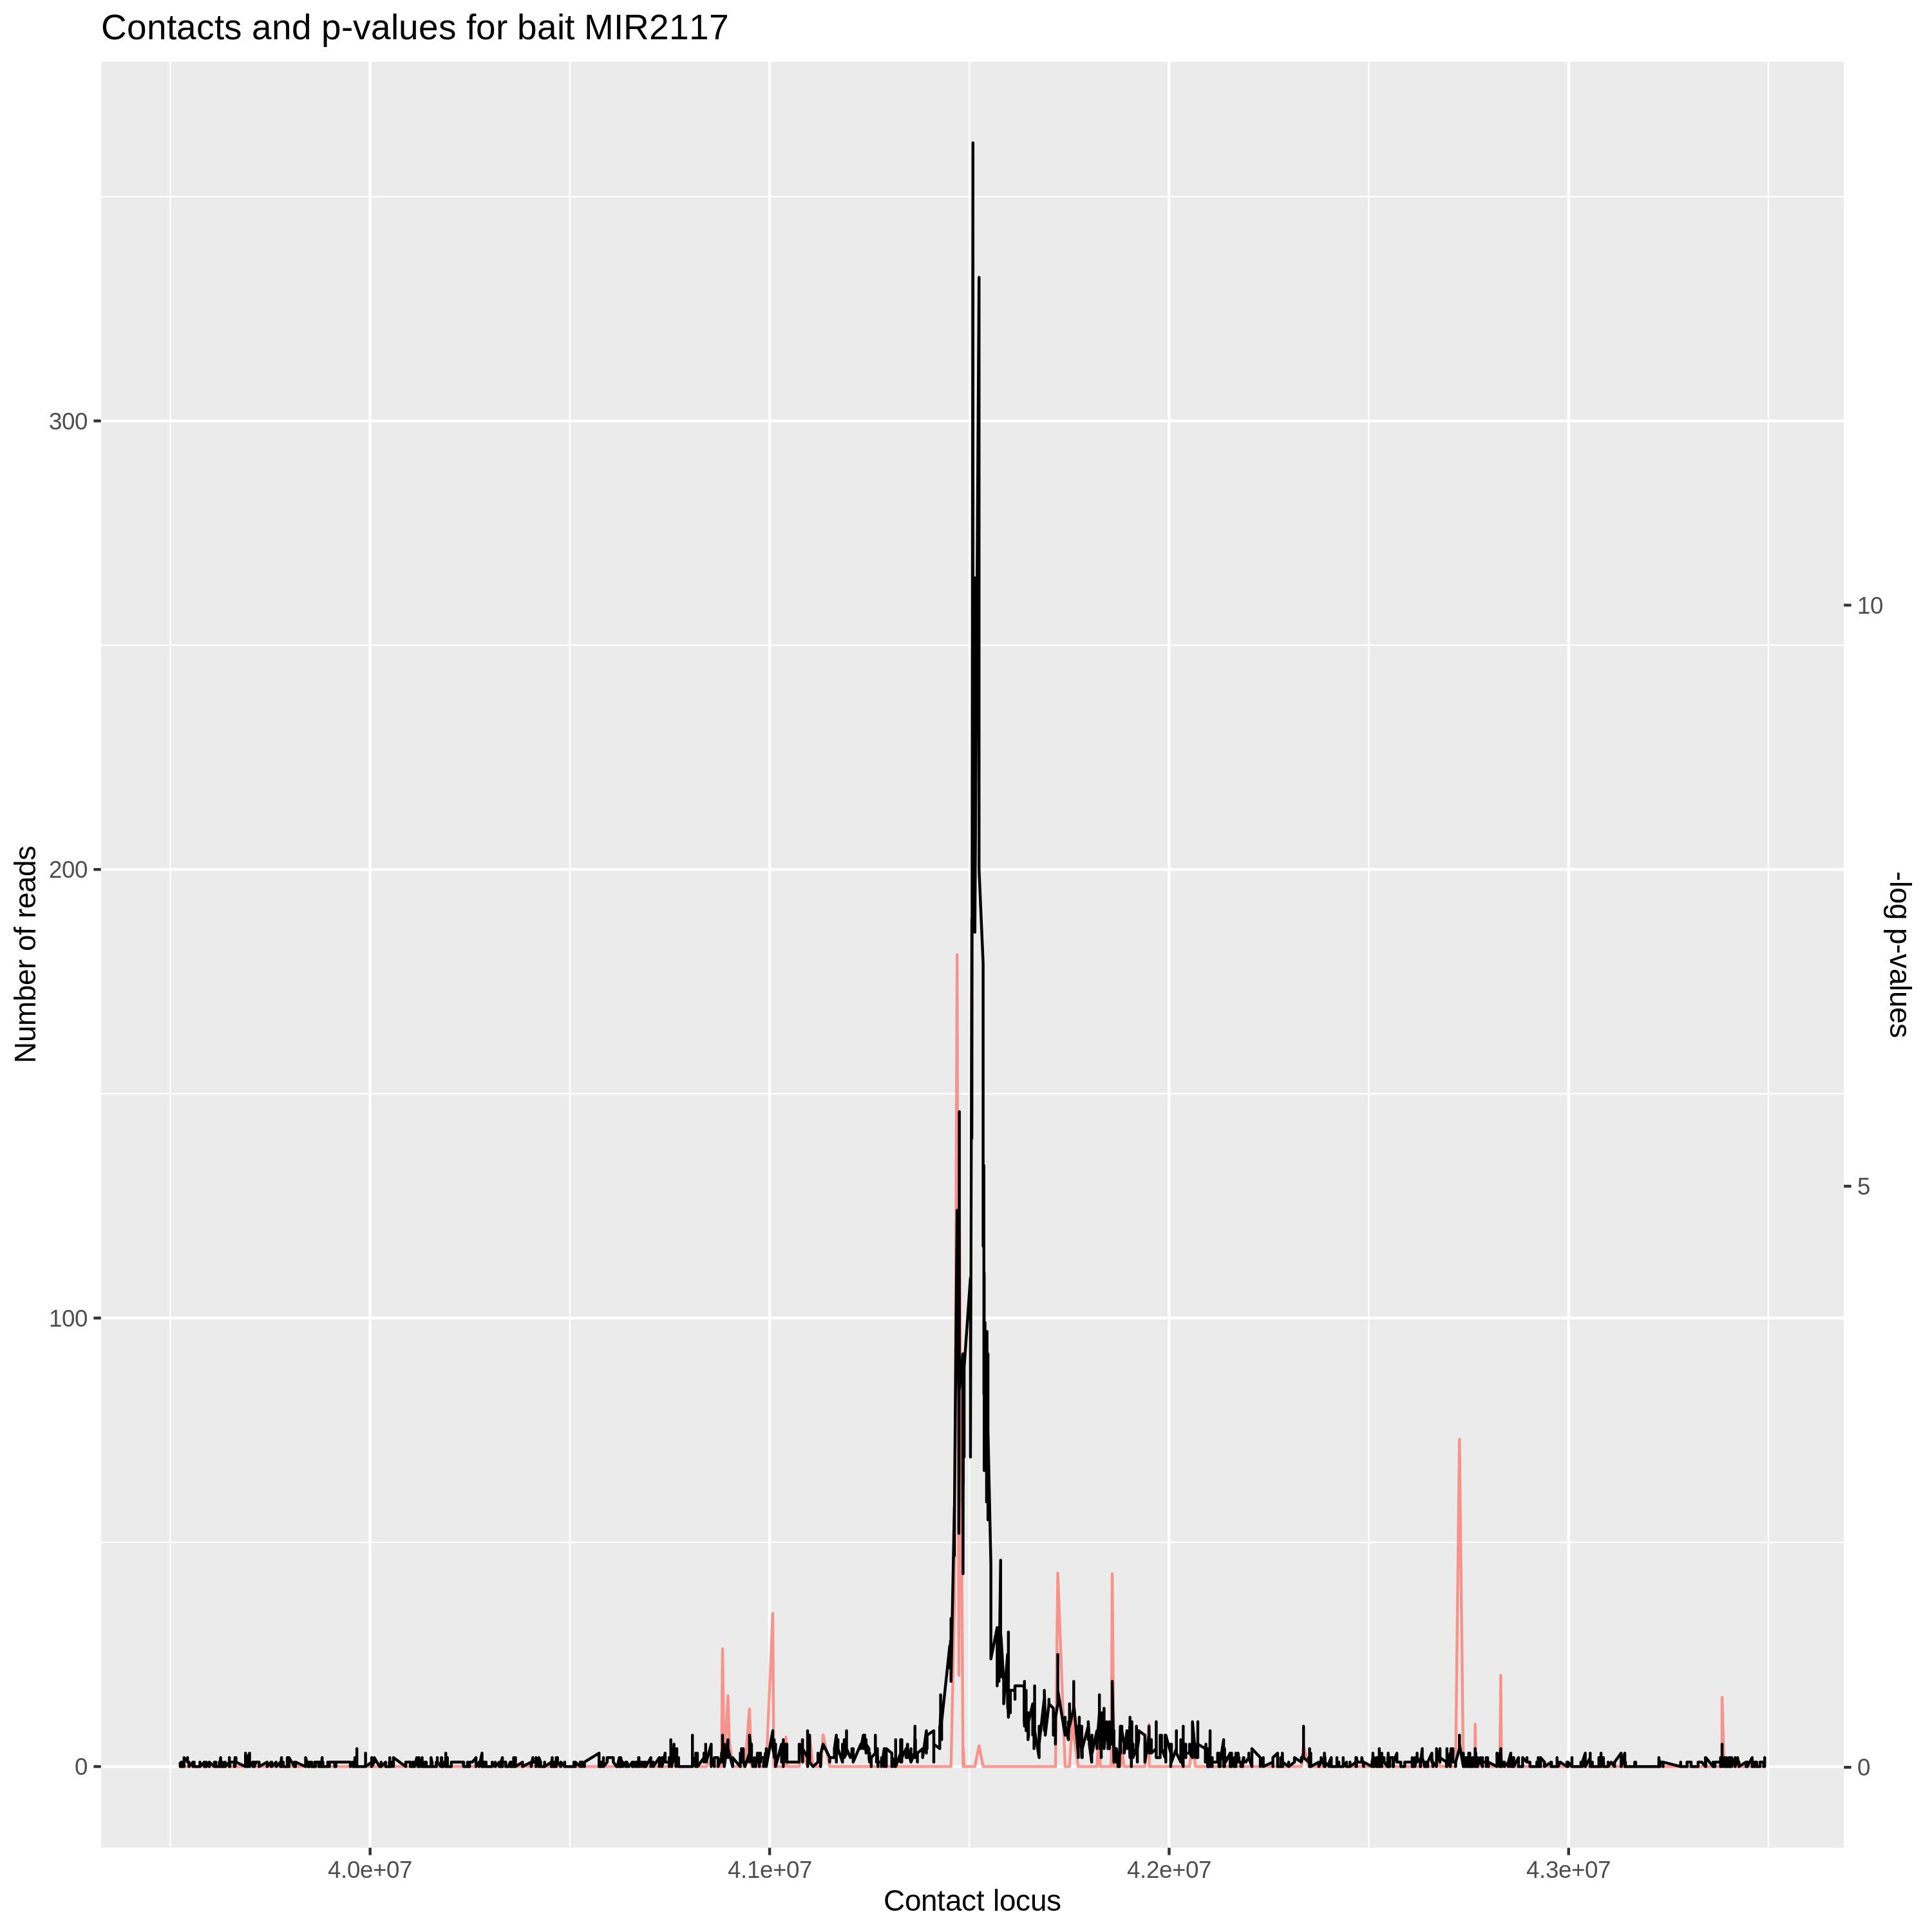 Contacts and p-values for bait MIR2117
300
200
100
0
Number of reads
10
5
0
-log p-values
4.0e+07
4.1e+07
4.2e+07
4.3e+07
Contact locus